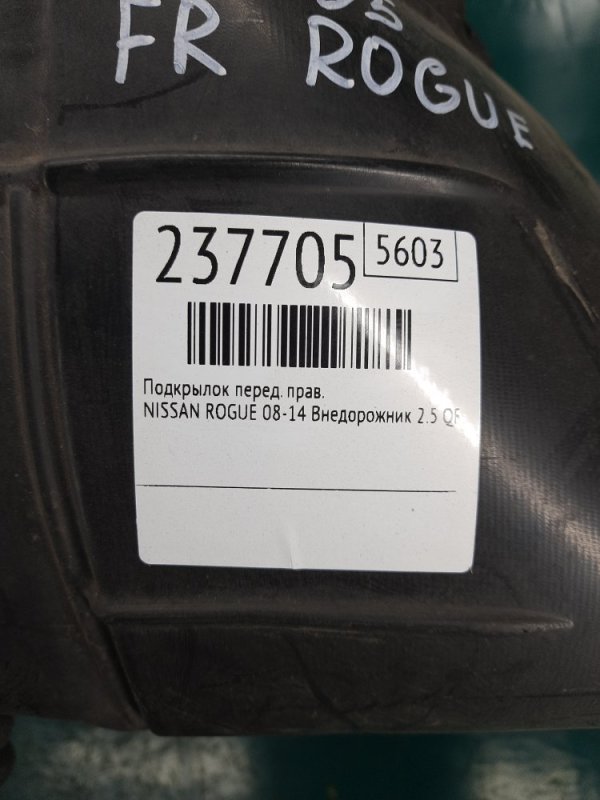 FR ROGUE
237705 5603
Подкрылок перед. прав.
NISSAN ROGUE 08-14 Внедорожник 2.5